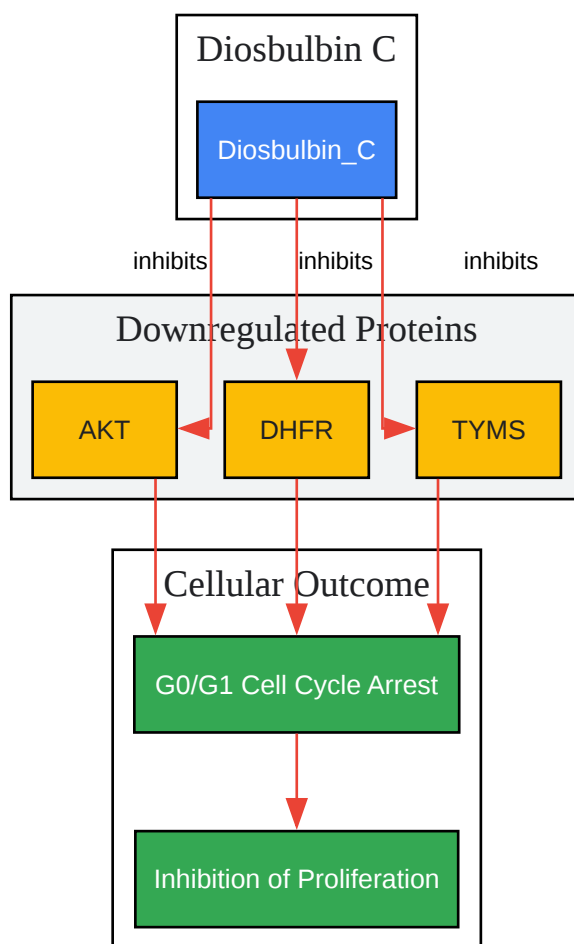 Diosbulbin C
Diosbulbin_C
inhibits inhibits inhibits
Downregulated Proteins
AKT DHFR TYMS
Cellular Outcome
G0/G1 Cell Cycle Arrest
Inhibition of Proliferation